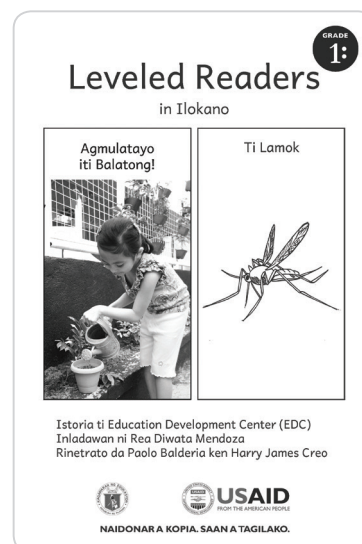 GRADE
1:
Leveled Readers
in Ilokano
Agmulatayo
iti Balatong!
Ti Lamok
Istoria ti Education Development Center (EDC)
Inladawan ni Rea Diwata Mendoza
Rinetrato da Paolo Balderia ken Harry James Creo
USAID
FROM THE AMERICAN PEOPLE
NAIDONAR A KOPIA. SAAN A TAGILAKO.